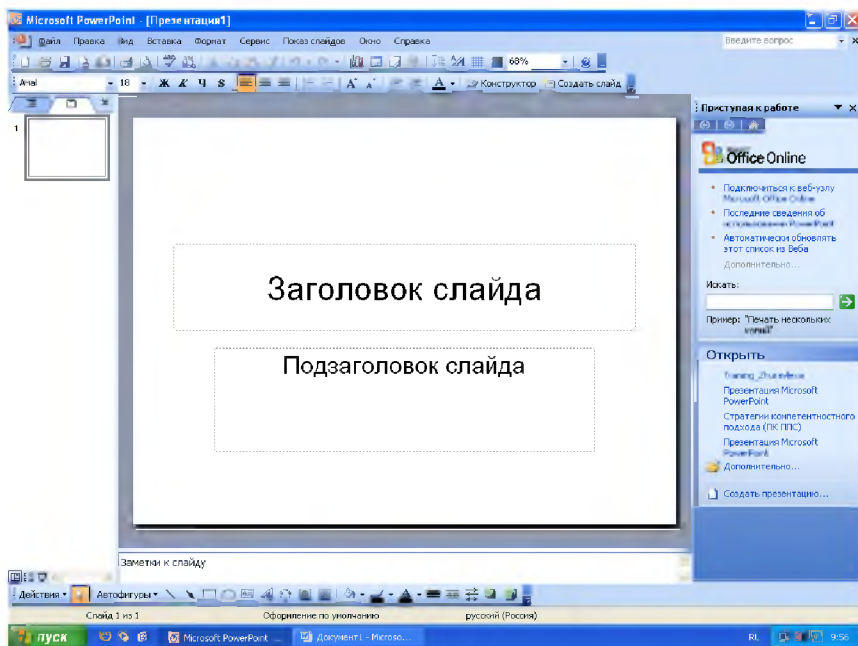 Microsoft PowerPoint - [Презентация1]
Файл Правка Вид Вставка Формат Сервис Показ слайдов Окно Справка
Введите вопрос
68%
Arial 18 Ж К Ч S Конструктор Создать слайд
Приступая к работе
1
Office Online
Подключиться к веб-узлу
Microsoft Office Online
Последние сведения об
использовании PowerPoint
Автоматически обновлять
этот список из Веба
Дополнительно...
Искать:
Пример: "Печать нескольких
копий"
Заголовок слайда
Подзаголовок слайда
Открыть
Презентация Microsoft
PowerPoint
Стратегии компетентностного
подхода (ПК ППС)
Презентация Microsoft
PowerPoint
Дополнительно...
Создать презентацию...
Заметки к слайду
Действия Автофигуры
Слайд 1 из 1 Оформление по умолчанию русский (Россия)
пуск Microsoft PowerPoint ... Документ1 - Microso... RL 9:56